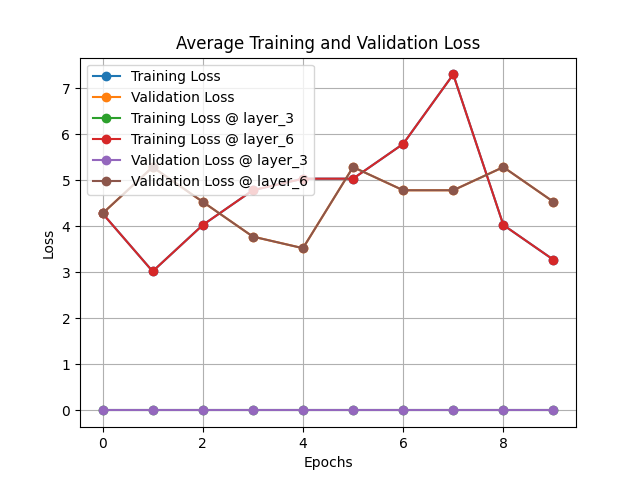 Average Training and Validation Loss
Training Loss
Validation Loss
Training Loss @ layer_3
Training Loss @ layer_6
Validation Loss @ layer_3
Validation Loss @ layer_6
7
6
5
4
3
2
1
0
Loss
0 2 4 6 8
Epochs